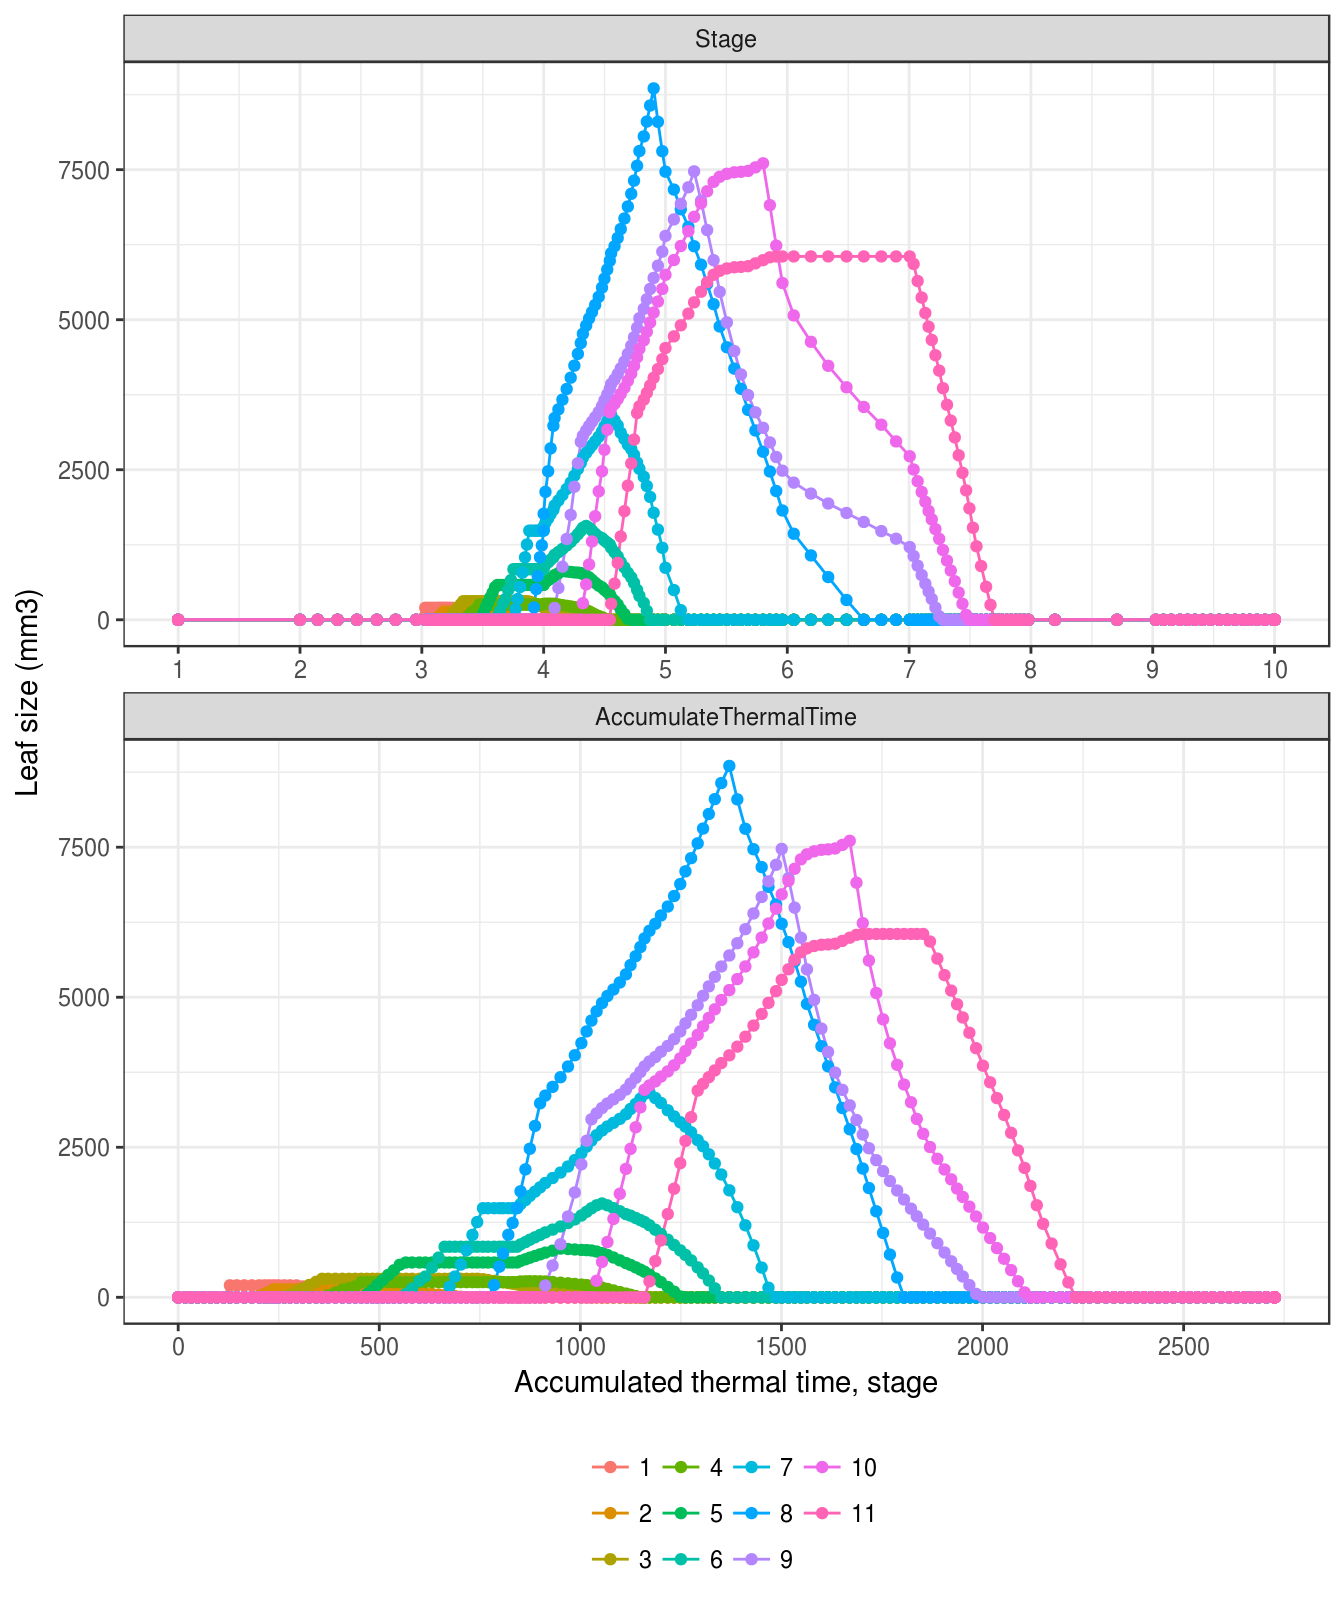 Stage
7500
5000
2500
0
1 2 3 4 5 6 7 8 9 10
Leaf size (mm3)
AccumulateThermalTime
7500
5000
2500
0
0 500 1000 1500 2000 2500
Accumulated thermal time, stage
1 4 7 10
2 5 8 11
3 6 9